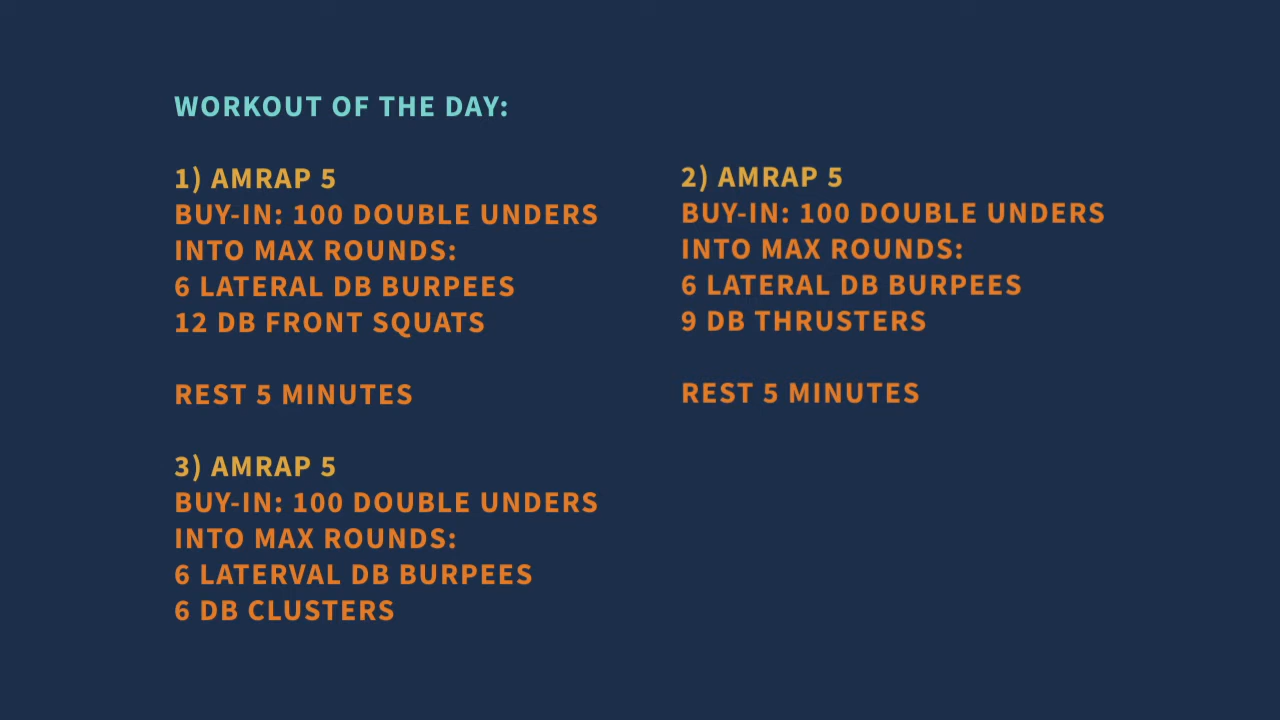 WORKOUT OF THE DAY:
1) AMRAP 5
BUY-IN: 100 DOUBLE UNDERS
INTO MAX ROUNDS:
6 LATERAL DB BURPEES
12 DB FRONT SQUATS
REST 5 MINUTES
2) AMRAP 5
BUY-IN: 100 DOUBLE UNDERS
INTO MAX ROUNDS:
6 LATERAL DB BURPEES
9 DB THRUSTERS
REST 5 MINUTES
3) AMRAP 5
BUY-IN: 100 DOUBLE UNDERS
INTO MAX ROUNDS:
6 LATERVAL DB BURPEES
6 DB CLUSTERS